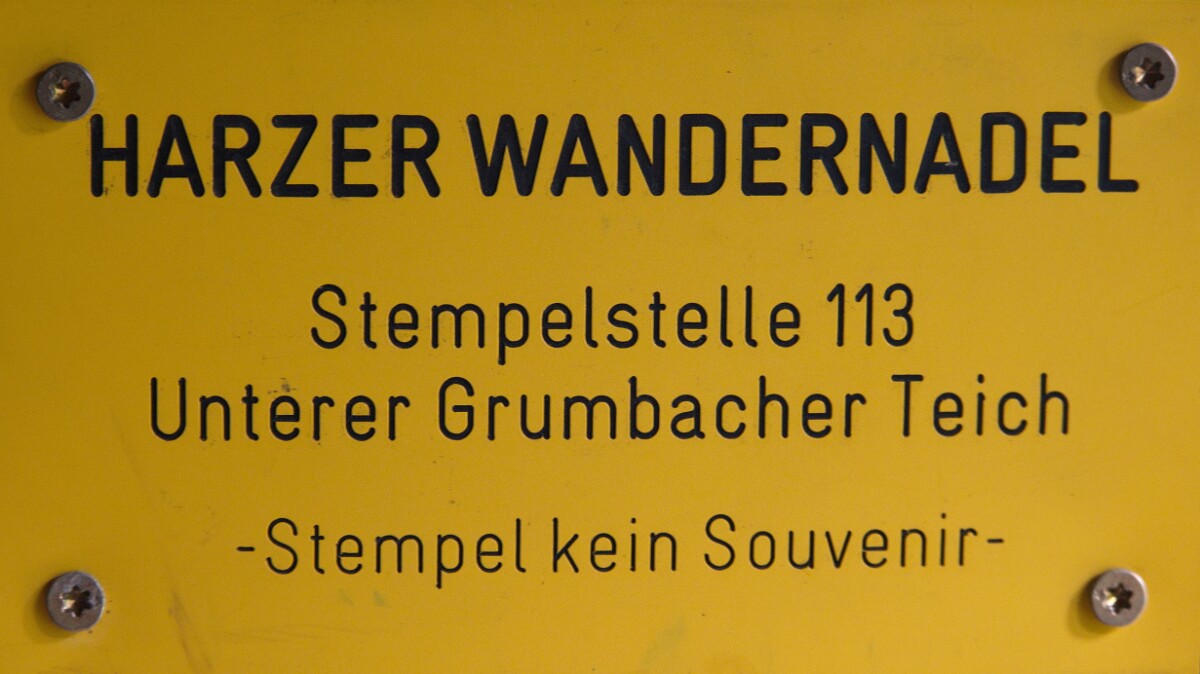 HARZER WANDERNADEL
Stempelstelle 113
Unterer Grumbacher Teich
-Stempel kein Souvenir-